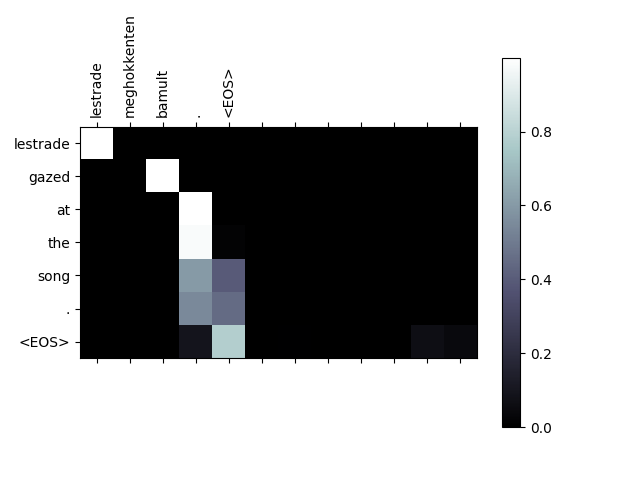 lestrade
meghokkenten
bamult
.
<EOS>
lestrade
gazed
at
the
song
.
<EOS>
0.8
0.6
0.4
0.2
0.0